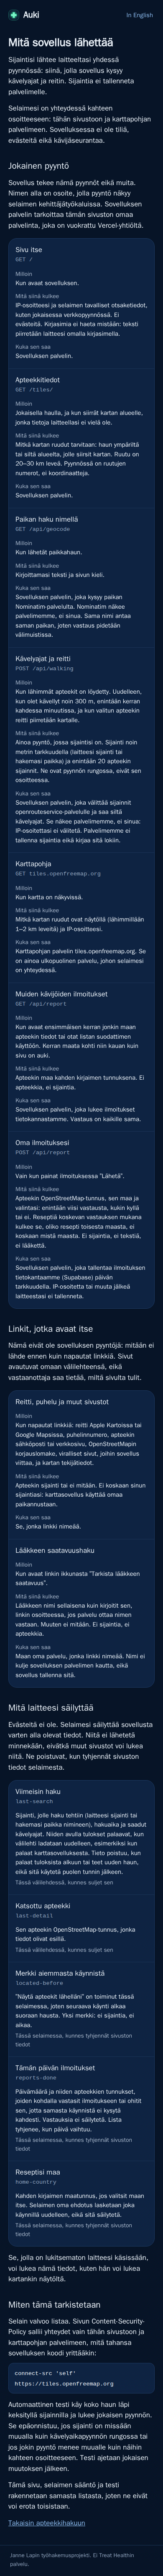 Auki
In English
Mitä sovellus lähettää
Sijaintisi lähtee laitteeltasi yhdessä
pyynnössä: siinä, jolla sovellus kysyy
kävelyajat ja reitin. Sijaintia ei tallenneta
palvelimelle.
Selaimesi on yhteydessä kahteen
osoitteeseen: tähän sivustoon ja karttapohjan
palvelimeen. Sovelluksessa ei ole tiliä,
evästeitä eikä kävijäseurantaa.
Jokainen pyyntö
Sovellus tekee nämä pyynnöt eikä muita.
Nimen alla on osoite, jolla pyyntö näkyy
selaimen kehittäjätyökaluissa. Sovelluksen
palvelin tarkoittaa tämän sivuston omaa
palvelinta, joka on vuokrattu Vercel-yhtiöltä.
Sivu itse
GET /
Milloin
Kun avaat sovelluksen.
Mitä siinä kulkee
IP-osoitteesi ja selaimen tavalliset otsaketiedot,
kuten jokaisessa verkkopyynnössä. Ei
evästeitä. Kirjasimia ei haeta mistään: teksti
piirretään laitteesi omalla kirjasimella.
Kuka sen saa
Sovelluksen palvelin.
Apteekkitiedot
GET /tiles/
Milloin
Jokaisella haulla, ja kun siirrät kartan alueelle,
jonka tietoja laitteellasi ei vielä ole.
Mitä siinä kulkee
Mitkä kartan ruudut tarvitaan: haun ympäriltä
tai siltä alueelta, jolle siirsit kartan. Ruutu on
20–30 km leveä. Pyynnössä on ruutujen
numerot, ei koordinaatteja.
Kuka sen saa
Sovelluksen palvelin.
Paikan haku nimellä
GET /api/geocode
Milloin
Kun lähetät paikkahaun.
Mitä siinä kulkee
Kirjoittamasi teksti ja sivun kieli.
Kuka sen saa
Sovelluksen palvelin, joka kysyy paikan
Nominatim-palvelulta. Nominatim näkee
palvelimemme, ei sinua. Sama nimi antaa
saman paikan, joten vastaus pidetään
välimuistissa.
Kävelyajat ja reitti
POST /api/walking
Milloin
Kun lähimmät apteekit on löydetty. Uudelleen,
kun olet kävellyt noin 300 m, enintään kerran
kahdessa minuutissa, ja kun valitun apteekin
reitti piirretään kartalle.
Mitä siinä kulkee
Ainoa pyyntö, jossa sijaintisi on. Sijainti noin
metrin tarkkuudella (laitteesi sijainti tai
hakemasi paikka) ja enintään 20 apteekin
sijainnit. Ne ovat pyynnön rungossa, eivät sen
osoitteessa.
Kuka sen saa
Sovelluksen palvelin, joka välittää sijainnit
openrouteservice-palvelulle ja saa siltä
kävelyajat. Se näkee palvelimemme, ei sinua:
IP-osoitettasi ei välitetä. Palvelimemme ei
tallenna sijaintia eikä kirjaa sitä lokiin.
Karttapohja
GET tiles.openfreemap.org
Milloin
Kun kartta on näkyvissä.
Mitä siinä kulkee
Mitkä kartan ruudut ovat näytöllä (lähimmillään
1–2 km leveitä) ja IP-osoitteesi.
Kuka sen saa
Karttapohjan palvelin tiles.openfreemap.org. Se
on ainoa ulkopuolinen palvelu, johon selaimesi
on yhteydessä.
Muiden kävijöiden ilmoitukset
GET /api/report
Milloin
Kun avaat ensimmäisen kerran jonkin maan
apteekin tiedot tai otat listan suodattimen
käyttöön. Kerran maata kohti niin kauan kuin
sivu on auki.
Mitä siinä kulkee
Apteekin maa kahden kirjaimen tunnuksena. Ei
apteekkia, ei sijaintia.
Kuka sen saa
Sovelluksen palvelin, joka lukee ilmoitukset
tietokannastamme. Vastaus on kaikille sama.
Oma ilmoituksesi
POST /api/report
Milloin
Vain kun painat ilmoituksessa "Lähetä".
Mitä siinä kulkee
Apteekin OpenStreetMap-tunnus, sen maa ja
valintasi: enintään viisi vastausta, kukin kyllä
tai ei. Reseptiä koskevan vastauksen mukana
kulkee se, oliko resepti toisesta maasta, ei
koskaan mistä maasta. Ei sijaintia, ei tekstiä,
ei lääkettä.
Kuka sen saa
Sovelluksen palvelin, joka tallentaa ilmoituksen
tietokantaamme (Supabase) päivän
tarkkuudella. IP-osoitetta tai muuta jälkeä
laitteestasi ei tallenneta.
Linkit, jotka avaat itse
Nämä eivät ole sovelluksen pyyntöjä: mitään ei
lähde ennen kuin napautat linkkiä. Sivut
avautuvat omaan välilehteensä, eikä
vastaanottaja saa tietää, miltä sivulta tulit.
Reitti, puhelu ja muut sivustot
Milloin
Kun napautat linkkiä: reitti Apple Kartoissa tai
Google Mapsissa, puhelinnumero, apteekin
sähköposti tai verkkosivu, OpenStreetMapin
korjauslomake, viralliset sivut, joihin sovellus
viittaa, ja kartan tekijätiedot.
Mitä siinä kulkee
Apteekin sijainti tai ei mitään. Ei koskaan sinun
sijaintiasi: karttasovellus käyttää omaa
paikannustaan.
Kuka sen saa
Se, jonka linkki nimeää.
Lääkkeen saatavuushaku
Milloin
Kun avaat linkin ikkunasta "Tarkista lääkkeen
saatavuus".
Mitä siinä kulkee
Lääkkeen nimi sellaisena kuin kirjoitit sen,
linkin osoitteessa, jos palvelu ottaa nimen
vastaan. Muuten ei mitään. Ei sijaintia, ei
apteekkia.
Kuka sen saa
Maan oma palvelu, jonka linkki nimeää. Nimi ei
kulje sovelluksen palvelimen kautta, eikä
sovellus tallenna sitä.
Mitä laitteesi säilyttää
Evästeitä ei ole. Selaimesi säilyttää sovellusta
varten alla olevat tiedot. Niitä ei lähetetä
minnekään, eivätkä muut sivustot voi lukea
niitä. Ne poistuvat, kun tyhjennät sivuston
tiedot selaimesta.
Viimeisin haku
last-search
Sijainti, jolle haku tehtiin (laitteesi sijainti tai
hakemasi paikka nimineen), hakuaika ja saadut
kävelyajat. Niiden avulla tulokset palaavat, kun
välilehti ladataan uudelleen, esimerkiksi kun
palaat karttasovelluksesta. Tieto poistuu, kun
palaat tuloksista alkuun tai teet uuden haun,
eikä sitä käytetä puolen tunnin jälkeen.
Tässä välilehdessä, kunnes suljet sen
Katsottu apteekki
last-detail
Sen apteekin OpenStreetMap-tunnus, jonka
tiedot olivat esillä.
Tässä välilehdessä, kunnes suljet sen
Merkki aiemmasta käynnistä
located-before
"Näytä apteekit lähelläni" on toiminut tässä
selaimessa, joten seuraava käynti alkaa
suoraan hausta. Yksi merkki: ei sijaintia, ei
aikaa.
Tässä selaimessa, kunnes tyhjennät sivuston
tiedot
Tämän päivän ilmoitukset
reports-done
Päivämäärä ja niiden apteekkien tunnukset,
joiden kohdalla vastasit ilmoitukseen tai ohitit
sen, jotta samasta käynnistä ei kysytä
kahdesti. Vastauksia ei säilytetä. Lista
tyhjenee, kun päivä vaihtuu.
Tässä selaimessa, kunnes tyhjennät sivuston
tiedot
Reseptisi maa
home-country
Kahden kirjaimen maatunnus, jos valitsit maan
itse. Selaimen oma ehdotus lasketaan joka
käynnillä uudelleen, eikä sitä säilytetä.
Tässä selaimessa, kunnes tyhjennät sivuston
tiedot
Se, jolla on lukitsematon laitteesi käsissään,
voi lukea nämä tiedot, kuten hän voi lukea
kartankin näytöltä.
Miten tämä tarkistetaan
Selain valvoo listaa. Sivun Content-Security-
Policy sallii yhteydet vain tähän sivustoon ja
karttapohjan palvelimeen, mitä tahansa
sovelluksen koodi yrittäikin:
connect-src 'self'
https://tiles.openfreemap.org
Automaattinen testi käy koko haun läpi
keksityllä sijainnilla ja lukee jokaisen pyynnön.
Se epäonnistuu, jos sijainti on missään
muualla kuin kävelyaikapyynnön rungossa tai
jos jokin pyyntö menee muualle kuin näihin
kahteen osoitteeseen. Testi ajetaan jokaisen
muutoksen jälkeen.
Tämä sivu, selaimen sääntö ja testi
rakennetaan samasta listasta, joten ne eivät
voi erota toisistaan.
Takaisin apteekkihakuun
Janne Lapin työhakemusprojekti. Ei Treat Healthin
palvelu.